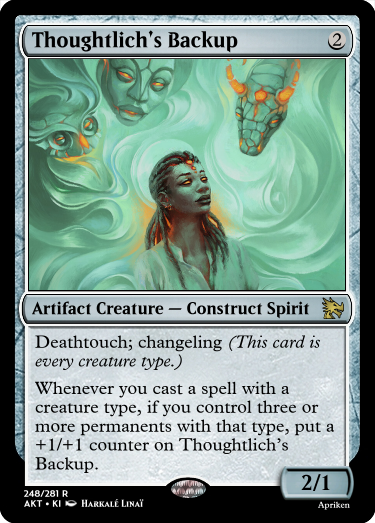 Thoughtlich's Backup 2
Artifact Creature — Construct Spirit
Deathtouch; changeling (This card is
every creature type.)
Whenever you cast a spell with a
creature type, if you control three or
more permanents with that type, put a
+1/+1 counter on Thoughtlich's
Backup.
2/1
248/281 R
AKT • KI HARKALÉ LINAÏ
Apriken